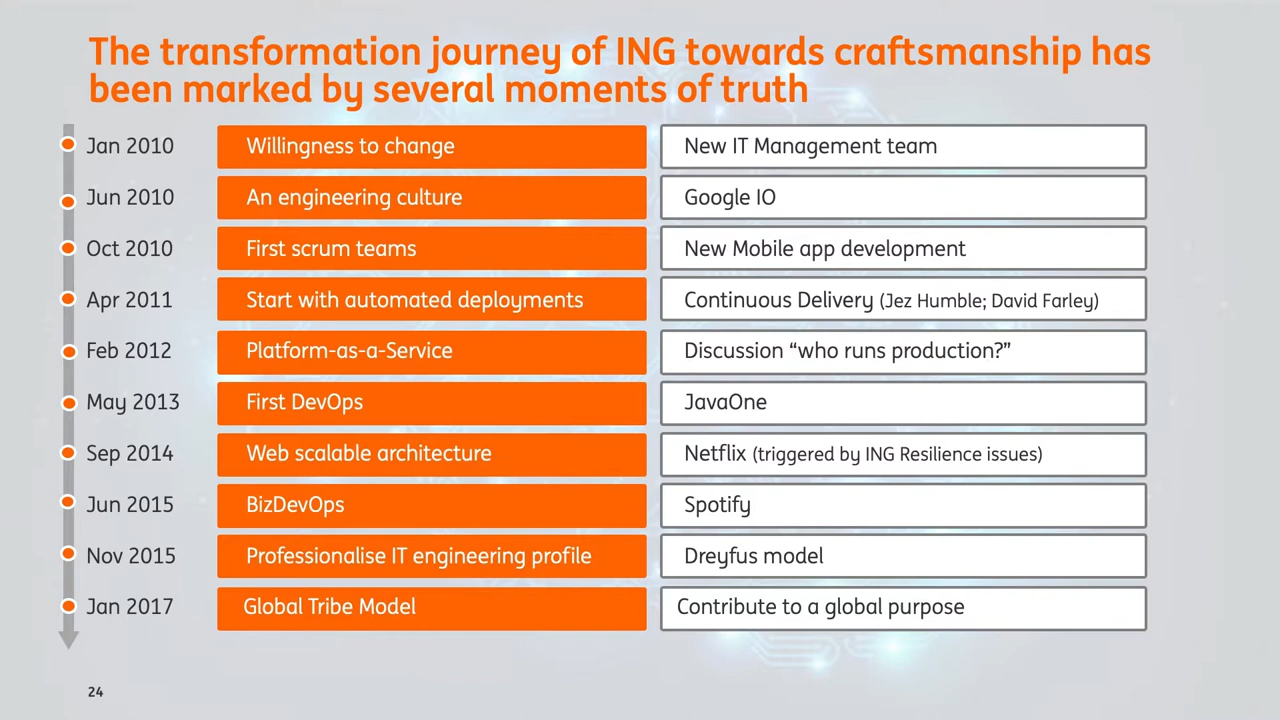 The transformation journey of ING towards craftsmanship has
been marked by several moments of truth
Jan 2010 Willingness to change New IT Management team
Jun 2010 An engineering culture Google IO
Oct 2010 First scrum teams New Mobile app development
Apr 2011 Start with automated deployments Continuous Delivery (Jez Humble; David Farley)
Feb 2012 Platform-as-a-Service Discussion “who runs production?”
May 2013 First DevOps JavaOne
Sep 2014 Web scalable architecture Netflix (triggered by ING Resilience issues)
Jun 2015 BizDevOps Spotify
Nov 2015 Professionalise IT engineering profile Dreyfus model
Jan 2017 Global Tribe Model Contribute to a global purpose
24